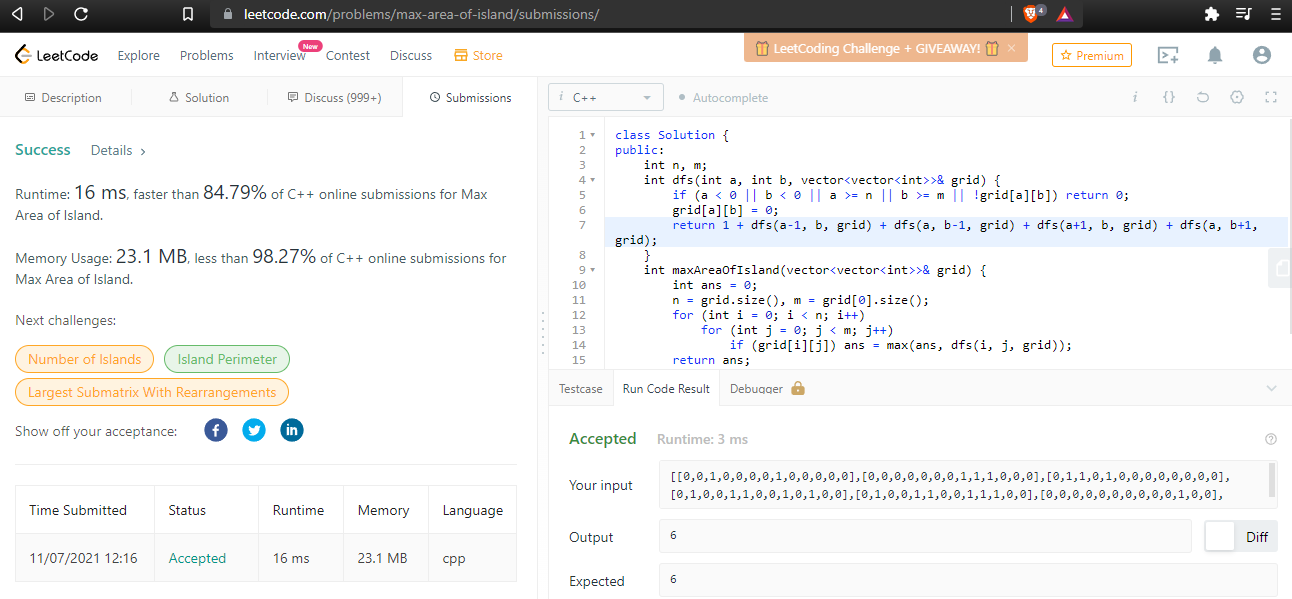 leetcode.com/problems/max-area-of-island/submissions/
4
LeetCode Explore Problems Interview New Contest Discuss Store
LeetCoding Challenge + GIVEAWAY! ×
Premium
Description Solution Discuss (999+) Submissions
Success Details >
Runtime: 16 ms, faster than 84.79% of C++ online submissions for Max
Area of Island.
Memory Usage: 23.1 MB, less than 98.27% of C++ online submissions for
Max Area of Island.
Next challenges:
Number of Islands Island Perimeter
Largest Submatrix With Rearrangements
Show off your acceptance:
Time Submitted Status Runtime Memory Language
11/07/2021 12:16 Accepted 16 ms 23.1 MB cpp
i C++ Autocomplete i {}
1 class Solution {
2 public:
3 int n, m;
4 int dfs(int a, int b, vector<vector<int>>& grid) {
5 if (a < 0 || b < 0 || a >= n || b >= m || !grid[a][b]) return 0;
6 grid[a][b] = 0;
7 return 1 + dfs(a-1, b, grid) + dfs(a, b-1, grid) + dfs(a+1, b, grid) + dfs(a, b+1,
grid);
8 }
9 int maxAreaOfIsland(vector<vector<int>>& grid) {
10 int ans = 0;
11 n = grid.size(), m = grid[0].size();
12 for (int i = 0; i < n; i++)
13 for (int j = 0; j < m; j++)
14 if (grid[i][j]) ans = max(ans, dfs(i, j, grid));
15 return ans;
Testcase Run Code Result Debugger
Accepted Runtime: 3 ms
Your input
[[0,0,1,0,0,0,0,1,0,0,0,0,0],[0,0,0,0,0,0,0,1,1,1,0,0,0],[0,1,1,0,1,0,0,0,0,0,0,0,0],
[0,1,0,0,1,1,0,0,1,0,1,0,0],[0,1,0,0,1,1,0,0,1,1,1,0,0],[0,0,0,0,0,0,0,0,0,0,1,0,0],
Output 6 Diff
Expected 6